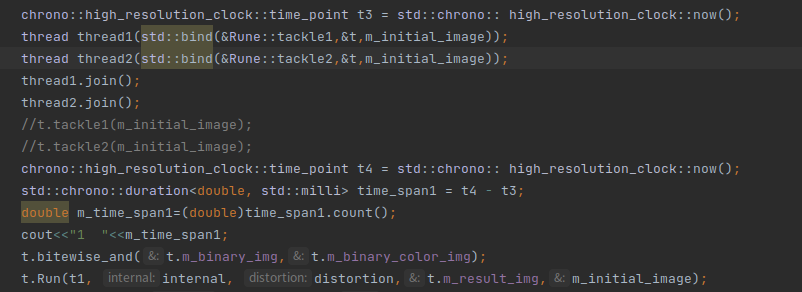 chrono::high_resolution_clock::time_point t3 = std::chrono:: high_resolution_clock::now();
thread thread1(std::bind(&Rune::tackle1,&t,m_initial_image));
thread thread2(std::bind(&Rune::tackle2,&t,m_initial_image));
thread1.join();
thread2.join();
//t.tackle1(m_initial_image);
//t.tackle2(m_initial_image);
chrono::high_resolution_clock::time_point t4 = std::chrono:: high_resolution_clock::now();
std::chrono::duration<double, std::milli> time_span1 = t4 - t3;
double m_time_span1=(double)time_span1.count();
cout<<"1  "<<m_time_span1;
t.bitewise_and( &: t.m_binary_img, &: t.m_binary_color_img);
t.Run(t1, internal: internal, distortion: distortion, &: t.m_result_img, &: m_initial_image);